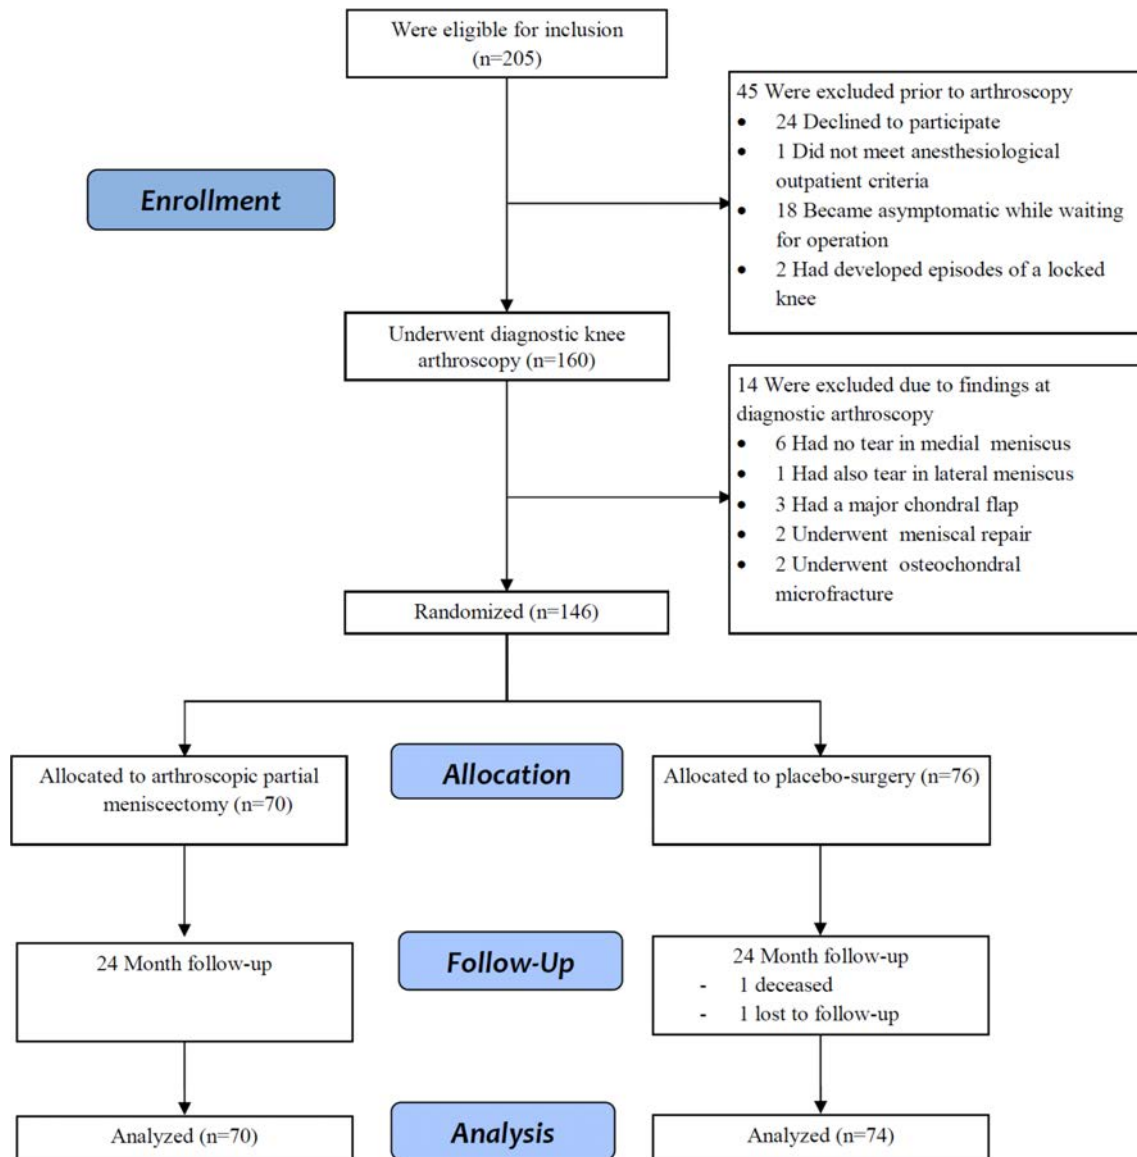 Were eligible for inclusion
(n=205)
45 Were excluded prior to arthroscopy
• 24 Declined to participate
• 1 Did not meet anesthesiological
outpatient criteria
• 18 Became asymptomatic while waiting
for operation
• 2 Had developed episodes of a locked
knee
Enrollment
Underwent diagnostic knee
arthroscopy (n=160)
14 Were excluded due to findings at
diagnostic arthroscopy
• 6 Had no tear in medial meniscus
• 1 Had also tear in lateral meniscus
• 3 Had a major chondral flap
• 2 Underwent meniscal repair
• 2 Underwent osteochondral
microfracture
Randomized (n=146)
Allocated to arthroscopic partial
meniscectomy (n=70)
Allocation
Allocated to placebo-surgery (n=76)
24 Month follow-up
Follow-Up
24 Month follow-up
- 1 deceased
- 1 lost to follow-up
Analyzed (n=70)
Analysis
Analyzed (n=74)